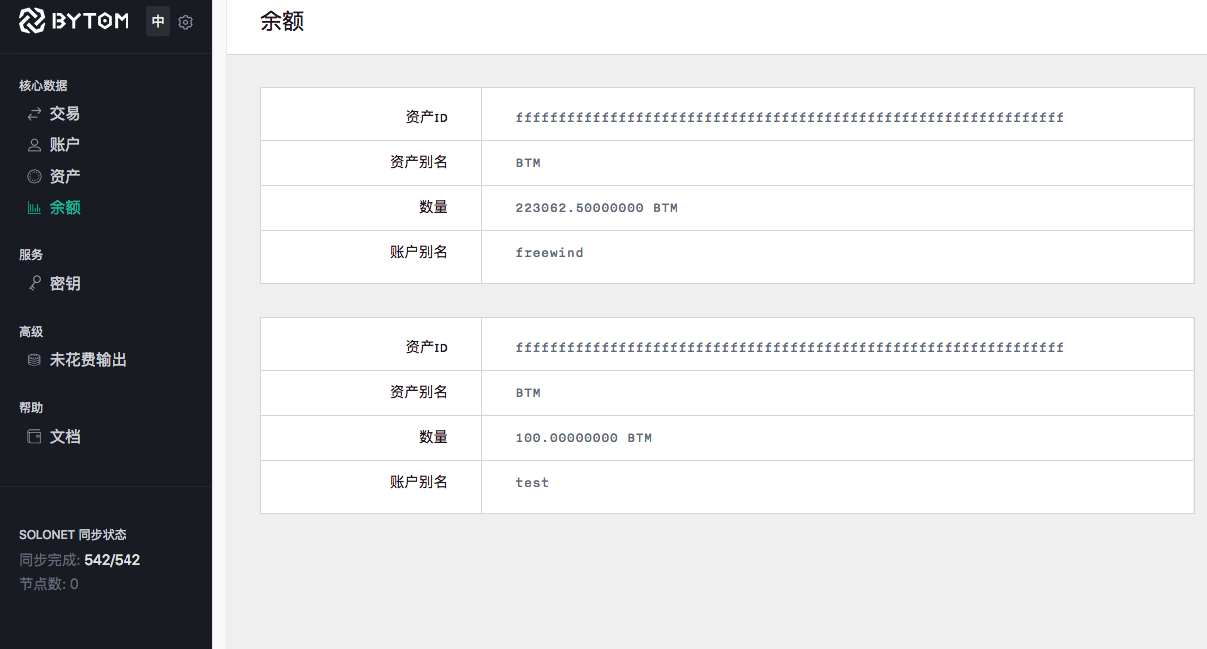 BYTOM 中
核心数据
交易
账户
资产
余额
服务
密钥
高级
未花费输出
帮助
文档
SOLONET 同步状态
同步完成: 542/542
节点数: 0
余额
资产ID ffffffffffffffffffffffffffffffffffffffffffffffffffffffffffffffff
资产别名 BTM
数量 223062.50000000 BTM
账户别名 freewind
资产ID ffffffffffffffffffffffffffffffffffffffffffffffffffffffffffffffff
资产别名 BTM
数量 100.00000000 BTM
账户别名 test